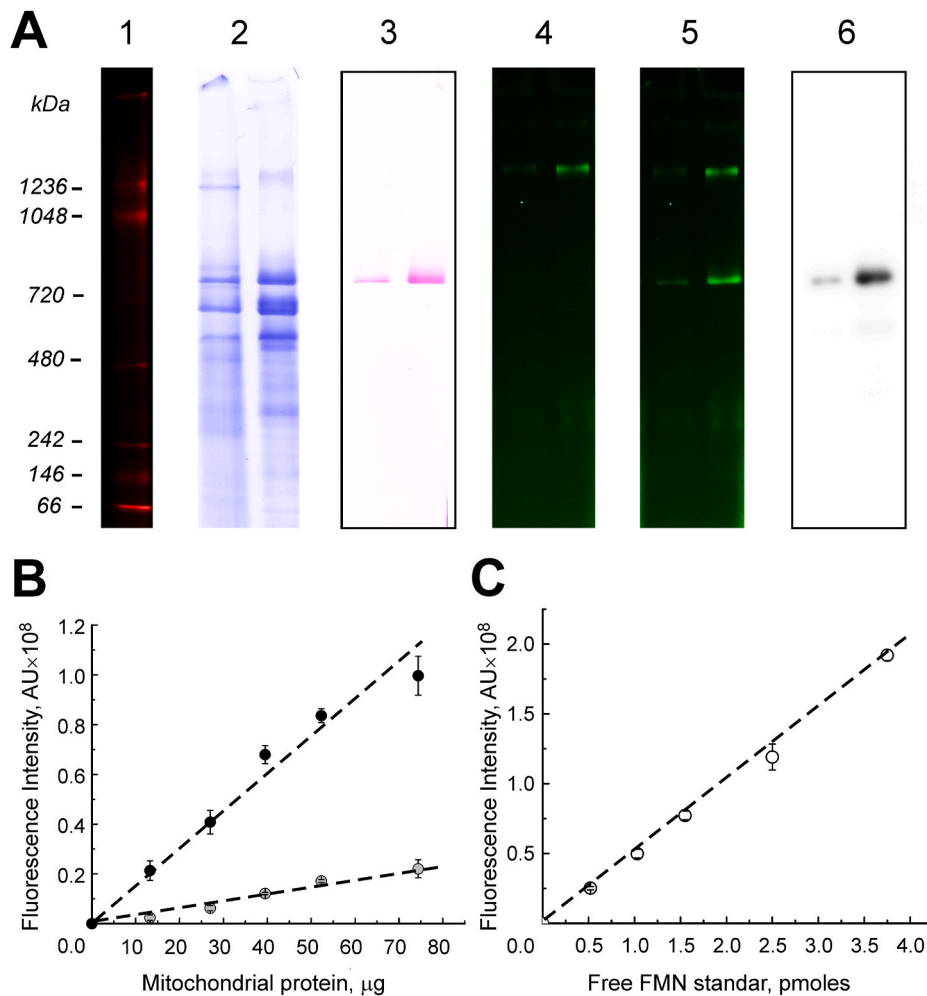 A 1 2 3 4 5 6
kDa
1236
1048
720
480
242
146
66
B
Fluorescence Intensity, AU×10⁸
1.2
1.0
0.8
0.6
0.4
0.2
0.0
10 20 30 40 50 60 70 80
Mitochondrial protein, μg
C
Fluorescence Intensity, AU×10⁸
2.0
1.5
1.0
0.5
0.0
0.5 1.0 1.5 2.0 2.5 3.0 3.5 4.0
Free FMN standar, pmoles